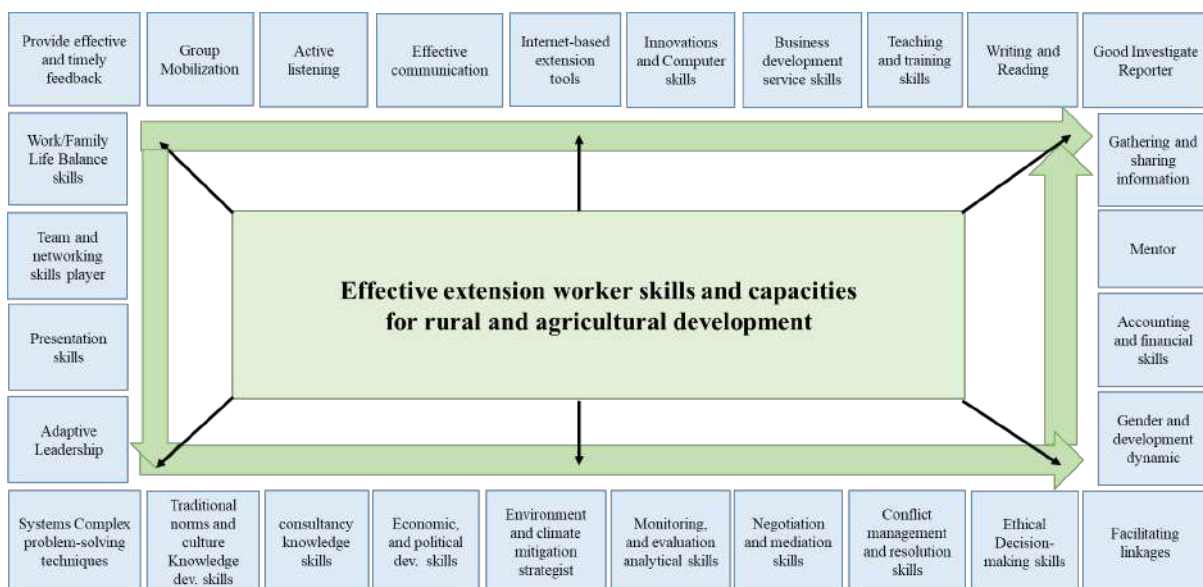 Provide effective
and timely
feedback
Group
Mobilization
Active
listening
Effective
communication
Internet-based
extension
tools
Innovations
and Computer
skills
Business
development
service skills
Teaching
and training
skills
Writing and
Reading
Good Investigate
Reporter
Work/Family
Life Balance
skills
Gathering and
sharing
information
Team and
networking
skills player
Mentor
Effective extension worker skills and capacities
for rural and agricultural development
Presentation
skills
Accounting
and financial
skills
Adaptive
Leadership
Gender and
development
dynamic
Systems Complex
problem-solving
techniques
Traditional
norms and
culture
Knowledge
dev. skills
consultancy
knowledge
skills
Economic,
and political
dev. skills
Environment
and climate
mitigation
strategist
Monitoring,
and evaluation
analytical skills
Negotiation
and mediation
skills
Conflict
management
and resolution
skills
Ethical
Decision-
making skills
Facilitating
linkages